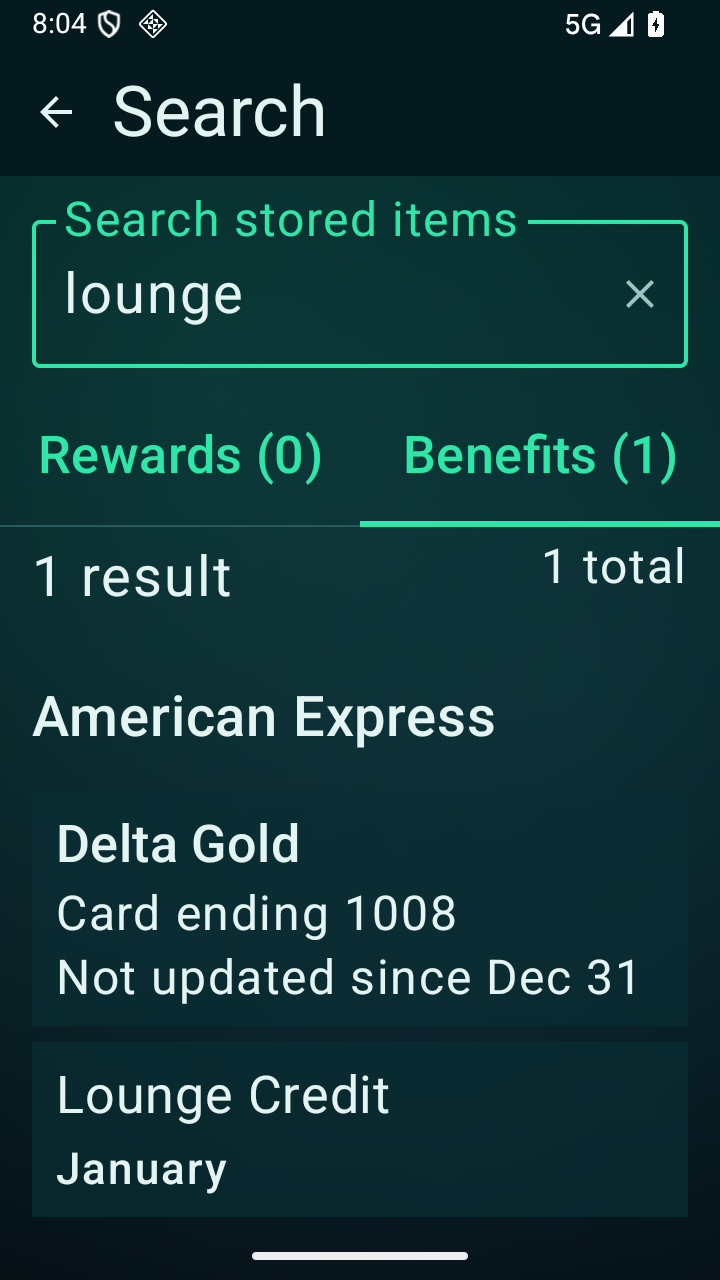 8:04
5G
Search
Search stored items
lounge
Rewards (0)
Benefits (1)
1 result
1 total
American Express
Delta Gold
Card ending 1008
Not updated since Dec 31
Lounge Credit
January